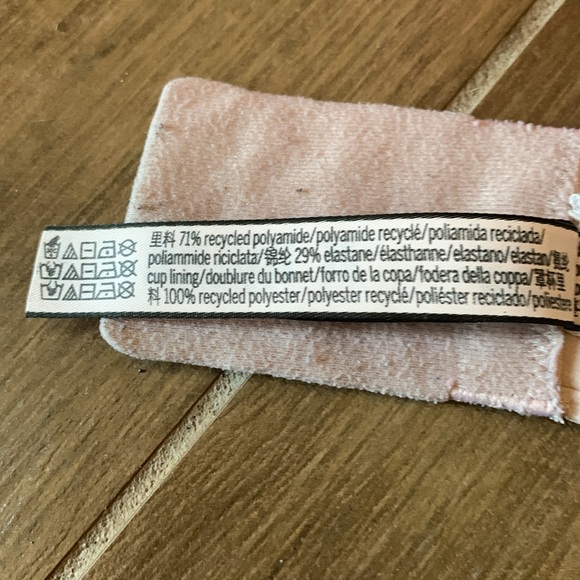 里料 71% recycled polyamide/polyamide recyclé/poliamida reciclada/
poliammide riciclata/锦纶 29% elastane/élasthanne/elastano/elastan/氨纶
cup lining/doublure du bonnet/forro de la copa/fodera della coppa/罩杯里
料 100% recycled polyester/polyester recyclé/poliéster reciclado/poliestere